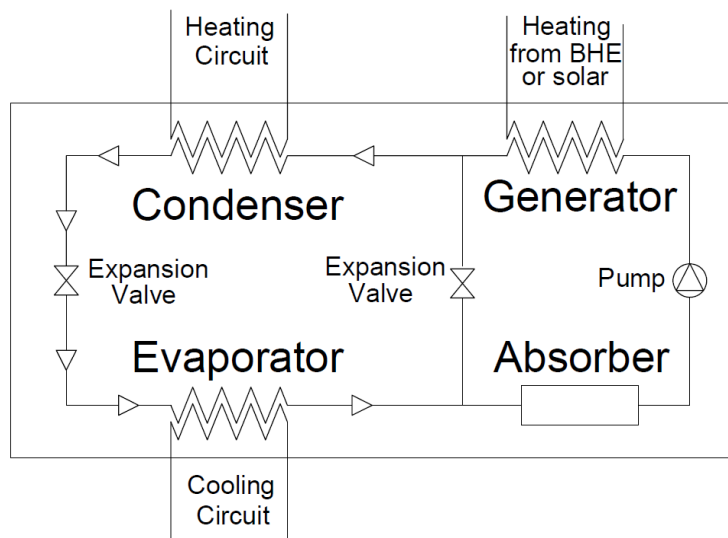 Heating
Circuit
Heating
from BHE
or solar
Condenser
Generator
Expansion
Valve
Expansion
Valve
Pump
Evaporator
Absorber
Cooling
Circuit